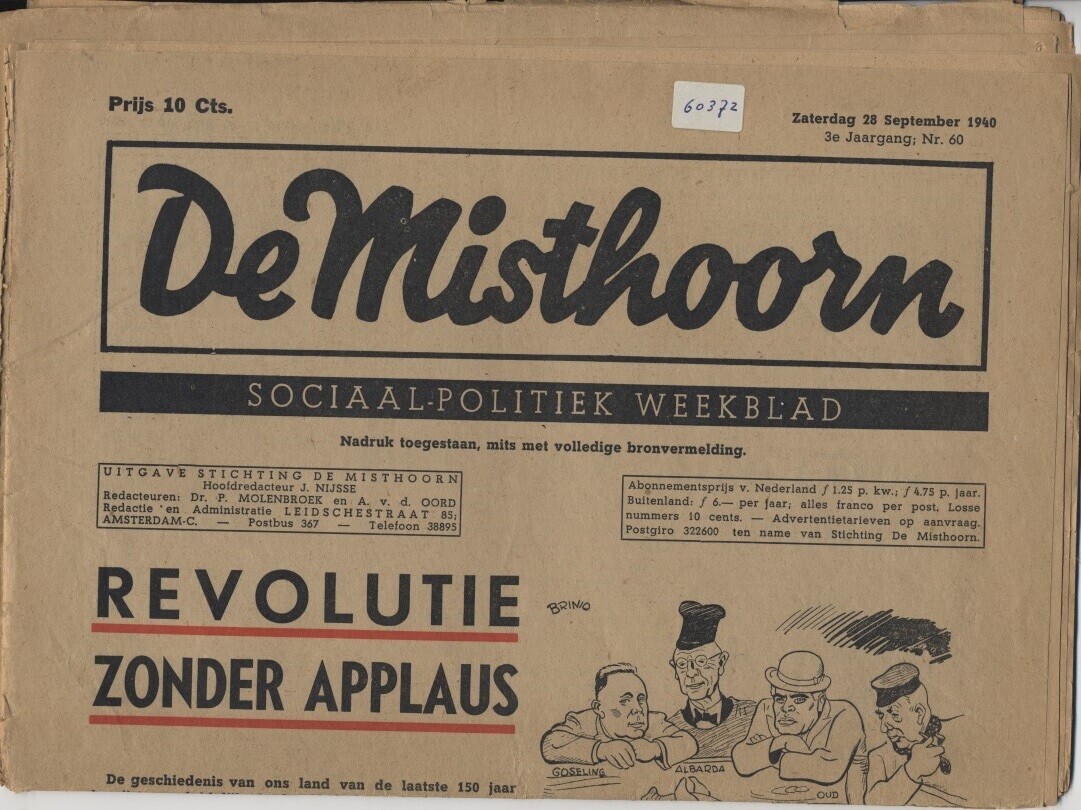 Prijs 10 Cts.
60372
Zaterdag 28 September 1940
3e Jaargang; Nr. 60
De Misthoorn
SOCIAAL-POLITIEK WEEKBLAD
Nadruk toegestaan, mits met volledige bronvermelding.
UITGAVE STICHTING DE MISTHOORN
Hoofdredacteur J. NIJSSE
Redacteuren: Dr. P. MOLENBROEK en A. v. d. OORD
Redactie en Administratie LEIDSCHESTRAAT 85;
AMSTERDAM-C. — Postbus 367 — Telefoon 38895
Abonnementsprijs v. Nederland ƒ 1.25 p. kw.; ƒ 4.75 p. jaar.
Buitenland: ƒ 6.— per jaar; alles franco per post. Losse
nummers 10 cents. — Advertentietarieven op aanvraag.
Postgiro 322600 ten name van Stichting De Misthoorn.
REVOLUTIE
ZONDER APPLAUS
BRINIO
GOSELING
ALBARDA
OUD
De geschiedenis van ons land van de laatste 150 jaar